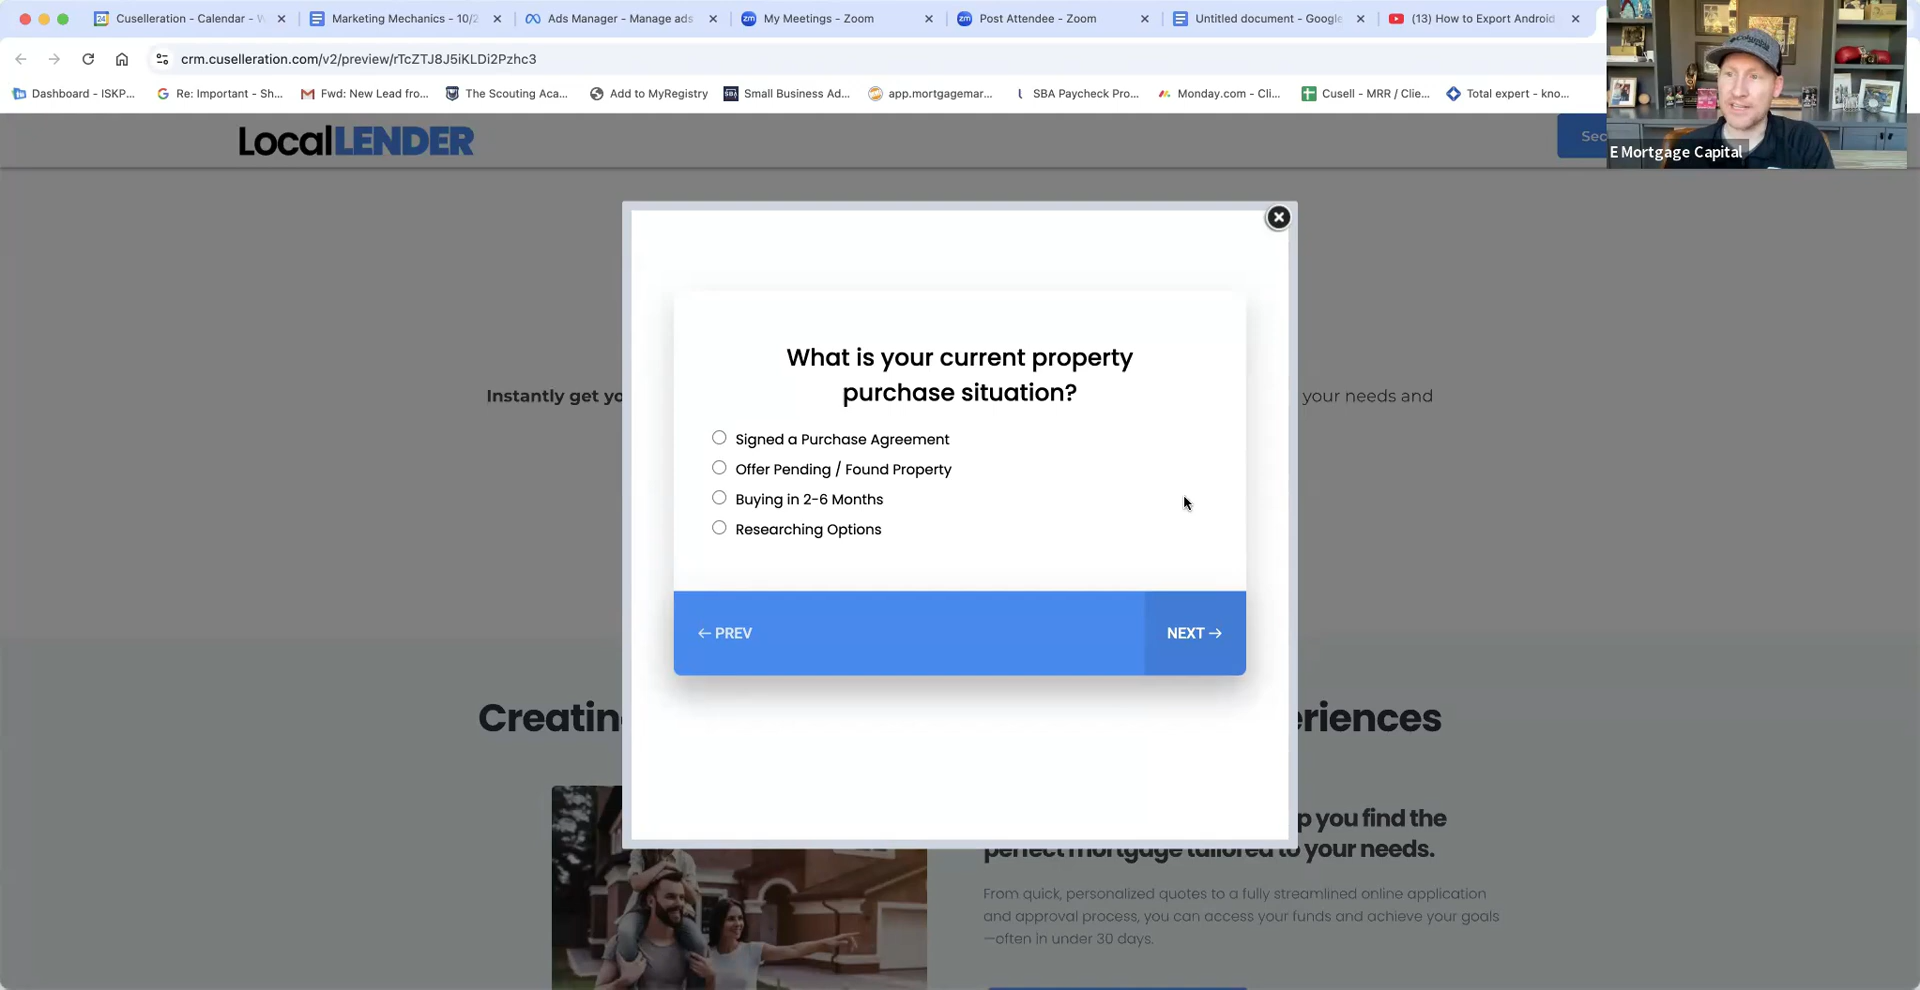 Cuselleration - Calendar -
Marketing Mechanics - 10/2
Ads Manager - Manage ads
My Meetings - Zoom
Post Attendee - Zoom
Untitled document - Google
(13) How to Export Android
crm.cuselleration.com/v2/preview/rTcZTJ8J5iKLDi2Pzhc3
Dashboard - ISKP...
Re: Important - Sh...
Fwd: New Lead fro...
The Scouting Aca...
Add to MyRegistry
Small Business Ad...
app.mortgagemar...
SBA Paycheck Pro...
Monday.com - Cli...
Cusell - MRR / Clie...
Total expert - kno...
E Mortgage Capital
LocalLENDER
Sec
What is your current property
purchase situation?
Instantly get yo
your needs and
Signed a Purchase Agreement
Offer Pending / Found Property
Buying in 2-6 Months
Researching Options
← PREV
NEXT →
Creatin
eriences
p you find the
perfect mortgage tailored to your needs.
From quick, personalized quotes to a fully streamlined online application
and approval process, you can access your funds and achieve your goals
—often in under 30 days.